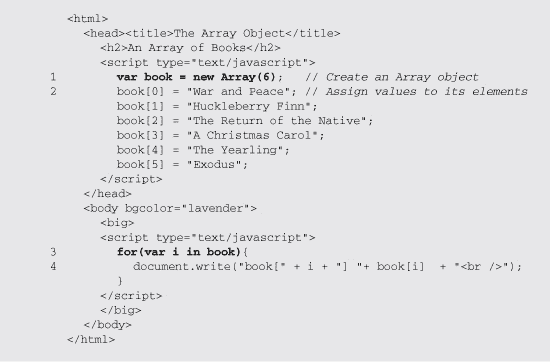 <html>
<head><title>The Array Object</title>
<h2>An Array of Books</h2>
<script type="text/javascript">
1 var book = new Array(6); // Create an Array object
2 book[0] = "War and Peace"; // Assign values to its elements
book[1] = "Huckleberry Finn";
book[2] = "The Return of the Native";
book[3] = "A Christmas Carol";
book[4] = "The Yearling";
book[5] = "Exodus";
</script>
</head>
<body bgcolor="lavender">
<big>
<script type="text/javascript">
3 for(var i in book){
4 document.write("book[" + i + "] "+ book[i] + "<br />");
}
</script>
</big>
</body>
</html>